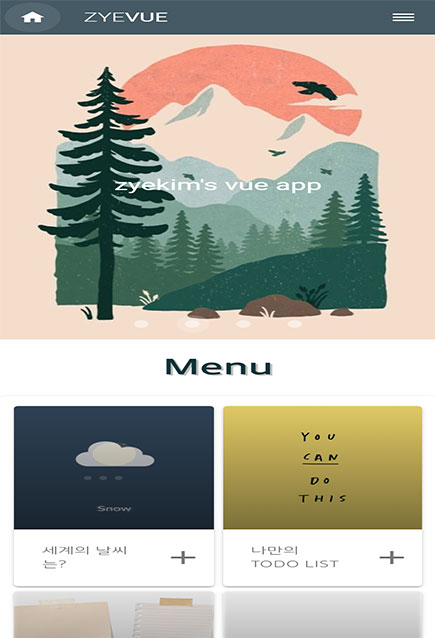 ZYEVUE
zyekim's vue app
Menu
Snow
YOU
CAN
DO
THIS
세계의 날씨
는?
나만의
TODO LIST